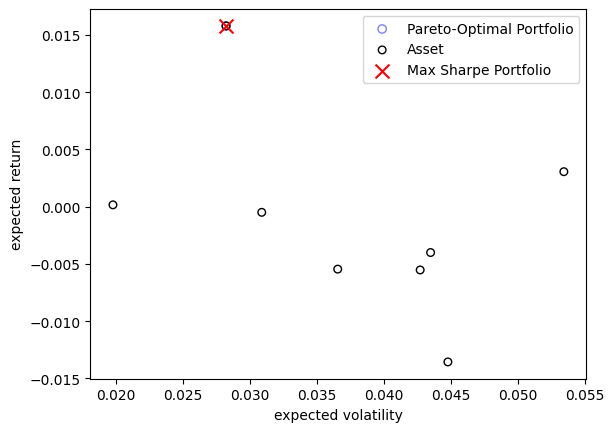 Pareto-Optimal Portfolio
Asset
Max Sharpe Portfolio
0.015
0.010
0.005
0.000
−0.005
−0.010
−0.015
expected return
0.020 0.025 0.030 0.035 0.040 0.045 0.050 0.055
expected volatility